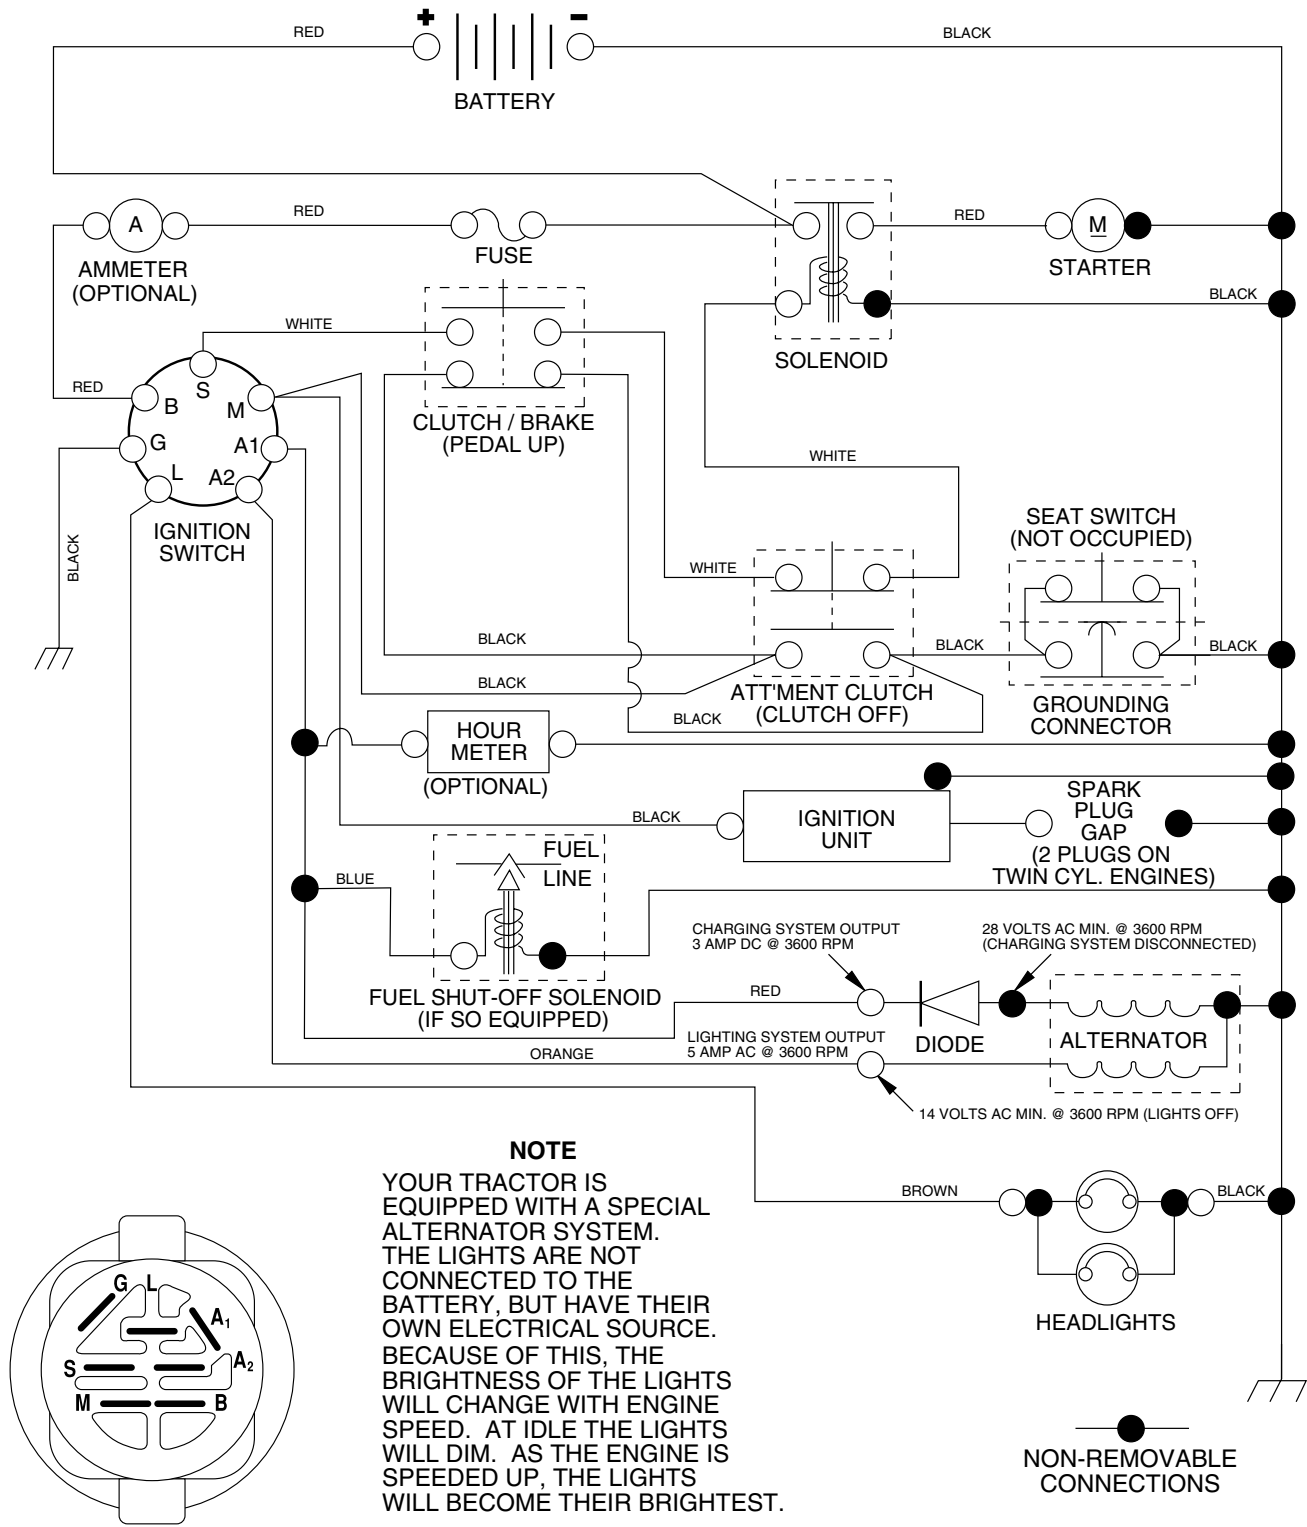 + -
RED
BLACK
BATTERY
A
RED
FUSE
RED
M
STARTER
AMMETER
(OPTIONAL)
BLACK
SOLENOID
WHITE
RED
S
B
M
G
A1
L
A2
CLUTCH / BRAKE
(PEDAL UP)
WHITE
IGNITION
SWITCH
BLACK
SEAT SWITCH
(NOT OCCUPIED)
WHITE
BLACK
BLACK
BLACK
BLACK
ATT'MENT CLUTCH
(CLUTCH OFF)
BLACK
GROUNDING
CONNECTOR
HOUR
METER
(OPTIONAL)
BLACK
IGNITION
UNIT
SPARK
PLUG
GAP
(2 PLUGS ON
TWIN CYL. ENGINES)
FUEL
LINE
BLUE
FUEL SHUT-OFF SOLENOID
(IF SO EQUIPPED)
CHARGING SYSTEM OUTPUT
3 AMP DC @ 3600 RPM
28 VOLTS AC MIN. @ 3600 RPM
(CHARGING SYSTEM DISCONNECTED)
RED
DIODE
ALTERNATOR
LIGHTING SYSTEM OUTPUT
5 AMP AC @ 3600 RPM
ORANGE
14 VOLTS AC MIN. @ 3600 RPM (LIGHTS OFF)
BROWN
BLACK
HEADLIGHTS
NOTE
YOUR TRACTOR IS
EQUIPPED WITH A SPECIAL
ALTERNATOR SYSTEM.
THE LIGHTS ARE NOT
CONNECTED TO THE
BATTERY, BUT HAVE THEIR
OWN ELECTRICAL SOURCE.
BECAUSE OF THIS, THE
BRIGHTNESS OF THE LIGHTS
WILL CHANGE WITH ENGINE
SPEED. AT IDLE THE LIGHTS
WILL DIM. AS THE ENGINE IS
SPEEDED UP, THE LIGHTS
WILL BECOME THEIR BRIGHTEST.
G L
A₁
S
A₂
M
B
NON-REMOVABLE
CONNECTIONS